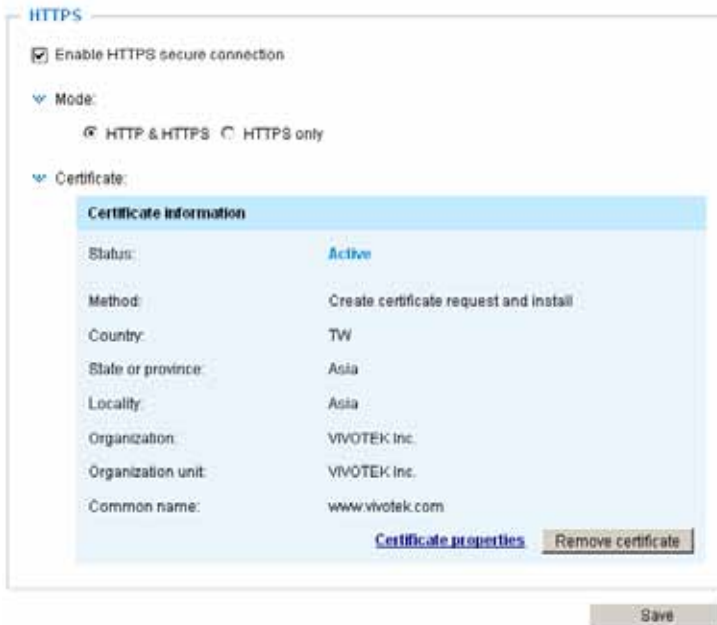 HTTPS
Enable HTTPS secure connection
Mode:
HTTP & HTTPS HTTPS only
Certificate:
Certificate information
Status: Active
Method: Create certificate request and install
Country: TW
State or province: Asia
Locality: Asia
Organization: VIVOTEK Inc.
Organization unit: VIVOTEK Inc.
Common name: www.vivotek.com
Certificate properties Remove certificate
Save